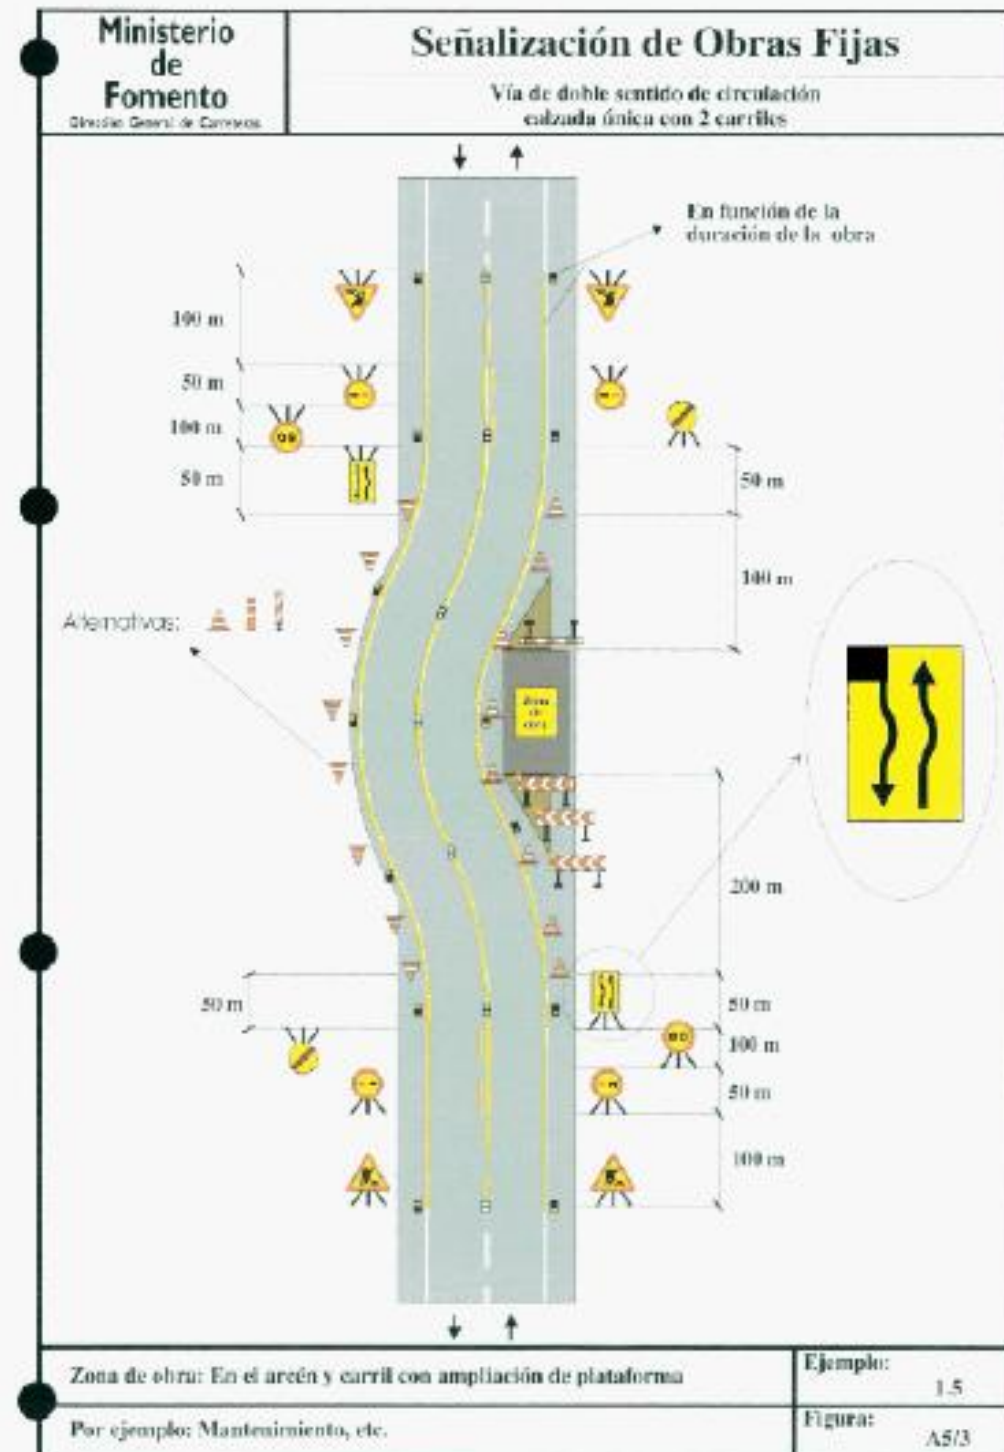 Ministerio
de
Fomento
Dirección General de Carreteras
Señalización de Obras Fijas
Vía de doble sentido de circulación
calzada única con 2 carriles
En función de la
duración de la obra
100 m
50 m
100 m
50 m
50 m
100 m
Alternativas:
Zona
de
obra
200 m
50 m
50 m
100 m
50 m
100 m
Zona de obra: En el arcén y carril con ampliación de plataforma
Ejemplo:
1.5
Por ejemplo: Mantenimiento, etc.
Figura:
A5/3